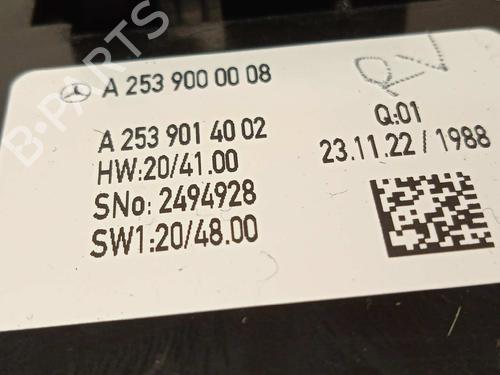 A 253 900 00 08
A 253 901 40 02
HW:20/41.00
SNo: 2494928
SW1:20/48.00
Q:01
23.11.22 / 1988
B-PARTS